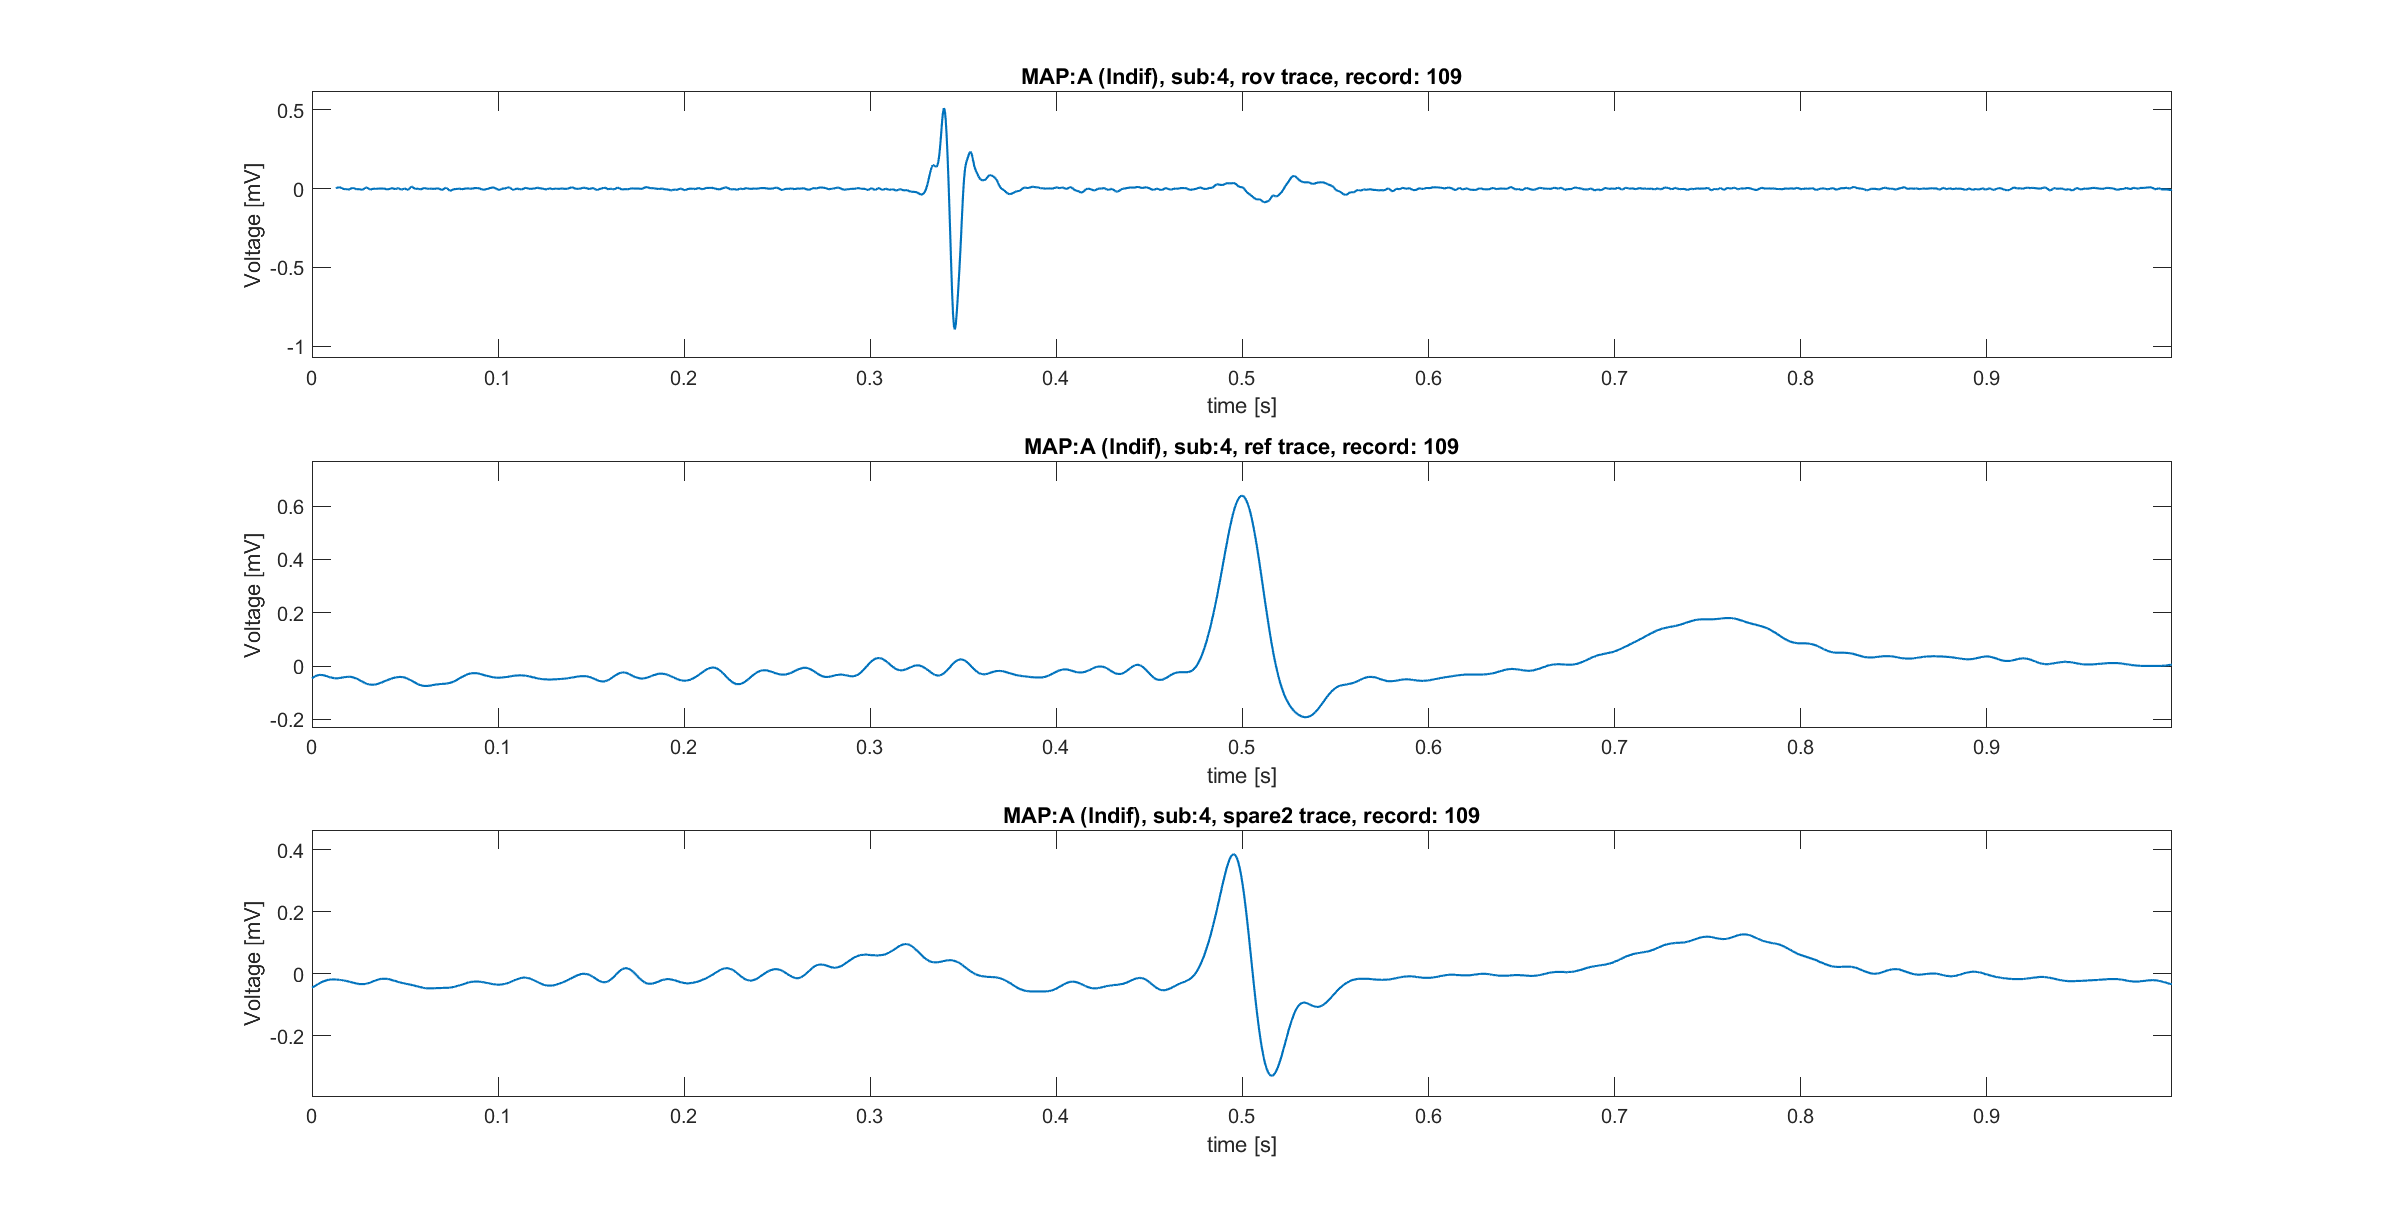 MAP:A (Indif), sub:4, rov trace, record: 109
Voltage [mV]
0.5
0
-0.5
-1
0 0.1 0.2 0.3 0.4 0.5 0.6 0.7 0.8 0.9
time [s]
MAP:A (Indif), sub:4, ref trace, record: 109
Voltage [mV]
0.6
0.4
0.2
0
-0.2
0 0.1 0.2 0.3 0.4 0.5 0.6 0.7 0.8 0.9
time [s]
MAP:A (Indif), sub:4, spare2 trace, record: 109
Voltage [mV]
0.4
0.2
0
-0.2
0 0.1 0.2 0.3 0.4 0.5 0.6 0.7 0.8 0.9
time [s]